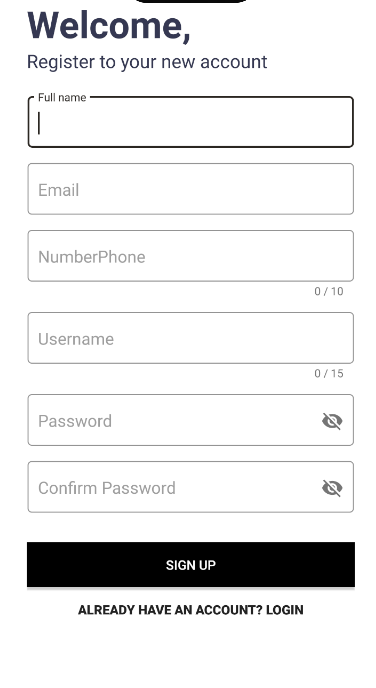 Welcome,
Register to your new account
Full name
Email
NumberPhone
0 / 10
Username
0 / 15
Password
Confirm Password
SIGN UP
ALREADY HAVE AN ACCOUNT? LOGIN